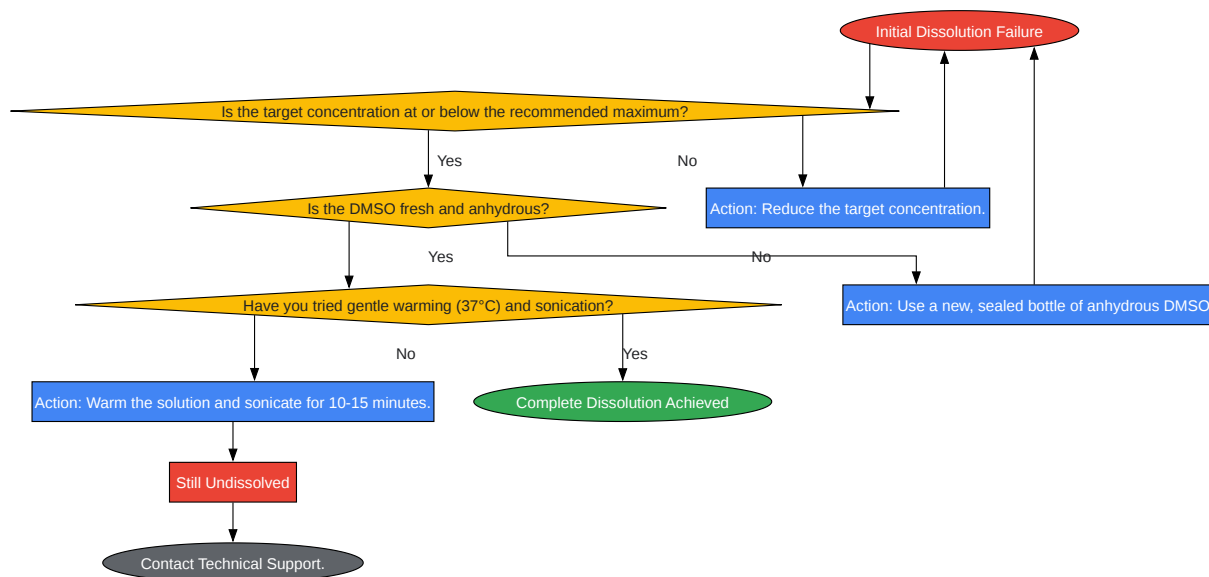 Initial Dissolution Failure
Is the target concentration at or below the recommended maximum?
Yes
No
Is the DMSO fresh and anhydrous?
Action: Reduce the target concentration.
Yes
No
Have you tried gentle warming (37°C) and sonication?
Action: Use a new, sealed bottle of anhydrous DMSO
No
Yes
Action: Warm the solution and sonicate for 10-15 minutes.
Complete Dissolution Achieved
Still Undissolved
Contact Technical Support.